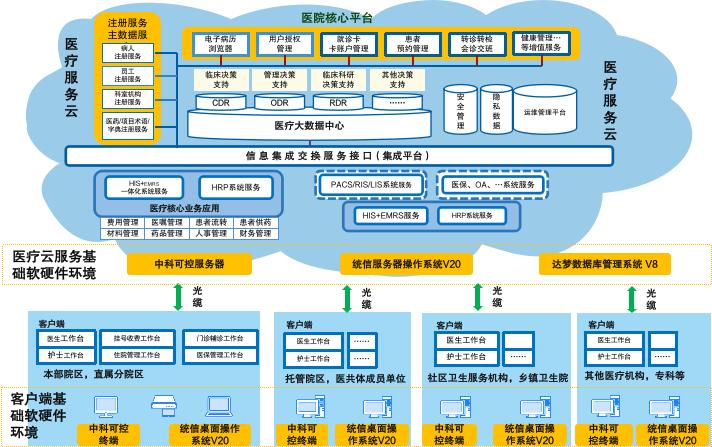 医院核心平台
注册服务
主数据服
病人
注册服务
员工
注册服务
科室机构
注册服务
医药/项目术语/
字典注册服务
医疗服务云
医疗服务云
电子病历
浏览器
用户授权
管理
就诊卡
卡账户管理
患者
预约管理
转诊转检
会诊交班
健康管理…
等增值服务
临床决策
支持
管理决策
支持
临床科研
决策支持
其他决策
支持
CDR
ODR
RDR
……
医疗大数据中心
安全管理
隐私数据
运维管理平台
信息集成交换服务接口（集成平台）
HIS+EMRS
一体化系统服务
HRP系统服务
医疗核心业务应用
费用管理 医嘱管理 患者流转 患者供药
材料管理 药品管理 人事管理 财务管理
PACS/RIS/LIS系统服务
医保、OA、…系统服务
HIS+EMRS服务
HRP系统服务
医疗云服务基
础软硬件环境
中科可控服务器
统信服务器操作系统V20
达梦数据库管理系统 V8
光缆
光缆
光缆
光缆
客户端
医生工作台
挂号收费工作台
门诊辅诊工作台
护士工作台
住院管理工作台
医保管理工作台
本部院区，直属分院区
客户端
医生工作台
……
护士工作台
……
托管院区，医共体成员单位
客户端
医生工作台
护士工作台
……
社区卫生服务机构，乡镇卫生院
客户端
医生工作台
护士工作台
……
其他医疗机构，专科等
客户端基
础软硬件
环境
中科可控
终端
统信桌面操作
系统V20
中科可
控终端
统信桌面操
作系统V20
中科可
控终端
统信桌面操
作系统V20
中科可
控终端
统信桌面操
作系统V20